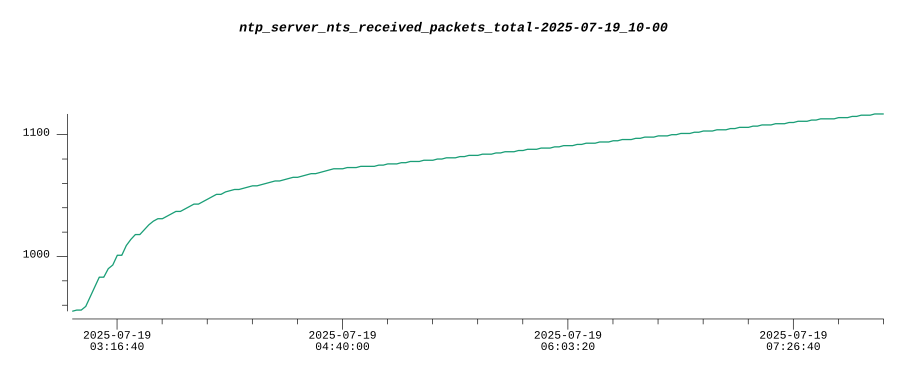 ntp_server_nts_received_packets_total-2025-07-19_10-00
1100
1000
2025-07-19 2025-07-19 2025-07-19 2025-07-19
03:16:40 04:40:00 06:03:20 07:26:40